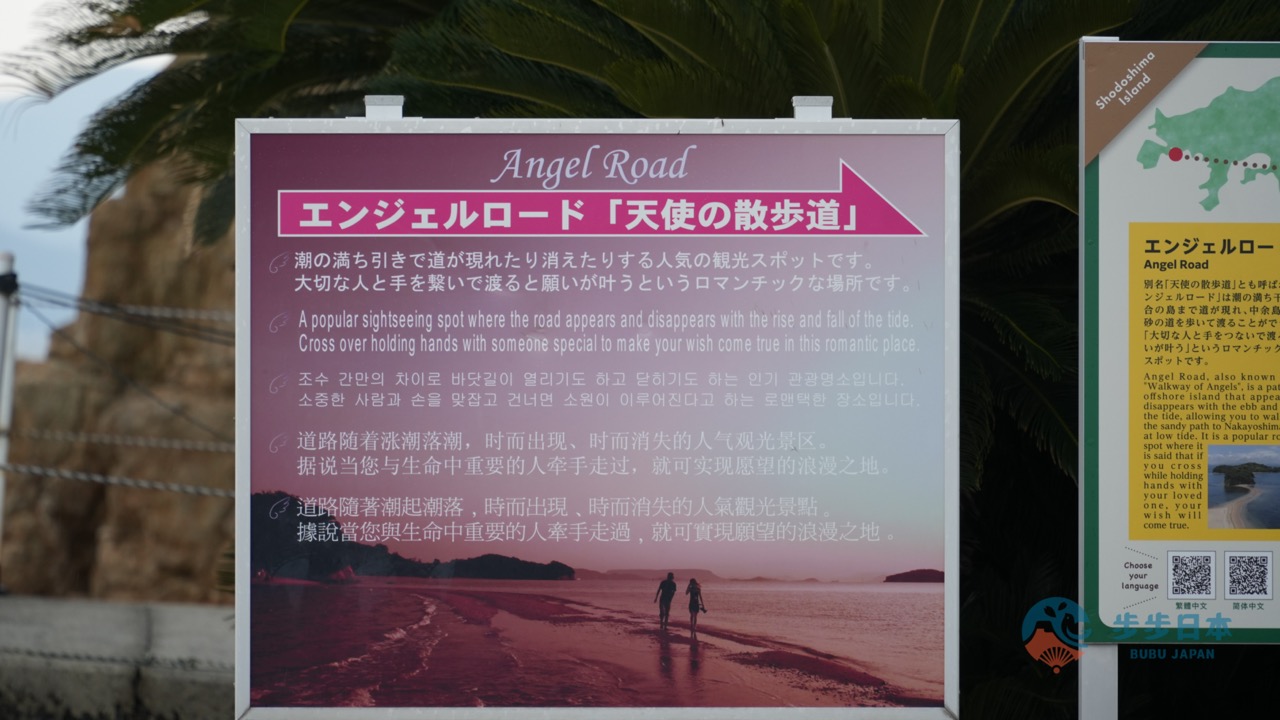 Angel Road
エンジェルロード「天使の散歩道」
潮の満ち引きで道が現れたり消えたりする人気の観光スポットです。
大切な人と手を繋いで渡ると願いが叶うというロマンチックな場所です。
A popular sightseeing spot where the road appears and disappears with the rise and fall of the tide.
Cross over holding hands with someone special to make your wish come true in this romantic place.
조수 간만의 차이로 바닷길이 열리기도 하고 닫히기도 하는 인기 관광명소입니다.
소중한 사람과 손을 맞잡고 건너면 소원이 이루어진다고 하는 로맨택한 장소입니다.
道路随着涨潮落潮，时而出现、时而消失的人气观光景区。
据说当您与生命中重要的人牵手走过，就可实现愿望的浪漫之地。
道路隨著潮起潮落，時而出現、時而消失的人氣觀光景點。
據說當您與生命中重要的人牽手走過，就可實現願望的浪漫之地。
Shodoshima
Island
エンジェルロー
Angel Road
別名「天使の散歩道」とも呼ば
ンジェルロード」は潮の満ち干
合の島まで道が現れ、中余島
砂の道を歩いて渡ることがで
「大切な人と手をつないで渡
いが叶う」というロマンチック
スポットです。
Angel Road, also known
"Walkway of Angels", is a pa
offshore island that appea
disappears with the ebb and
the tide, allowing you to wal
the sandy path to Nakayoshim
at low tide. It is a popular ro
spot where it
is said that if
you cross
while holding
hands with
your loved
one, your
wish will
come true.
Choose
your
language
繁體中文
简体中文
步步日本
BUBU JAPAN